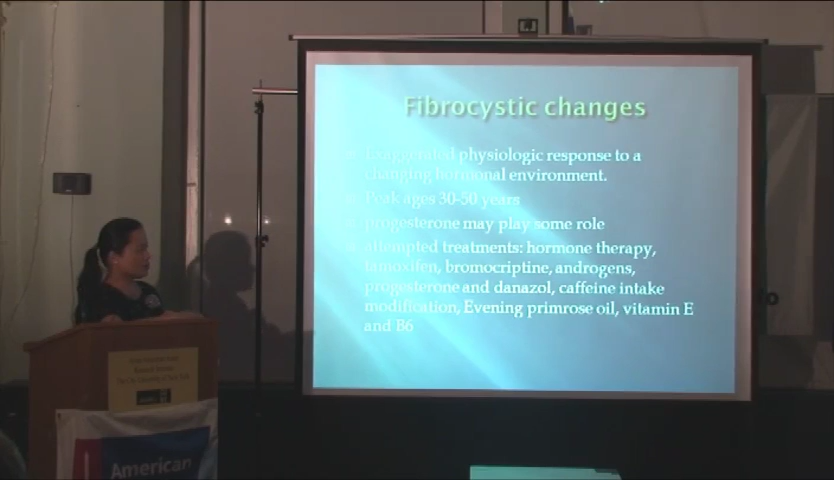 Fibrocystic changes
Exaggerated physiologic response to a
changing hormonal environment.
Peak ages 30-50 years
progesterone may play some role
attempted treatments: hormone therapy,
tamoxifen, bromocriptine, androgens,
progesterone and danazol, caffeine intake
modification, Evening primrose oil, vitamin E
and B6
American